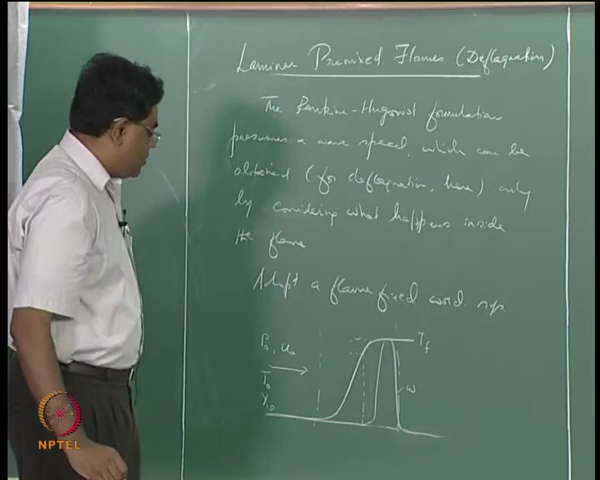 Laminar Premixed Flames (Deflagration)
The Rankine-Hugoniot formulation
presumes a wave speed, which can be
obtained (for deflagration, here) only
by considering what happens inside
the flame
Adopt a flame fixed coord. sys
T_f
T_0
ω
NPTEL